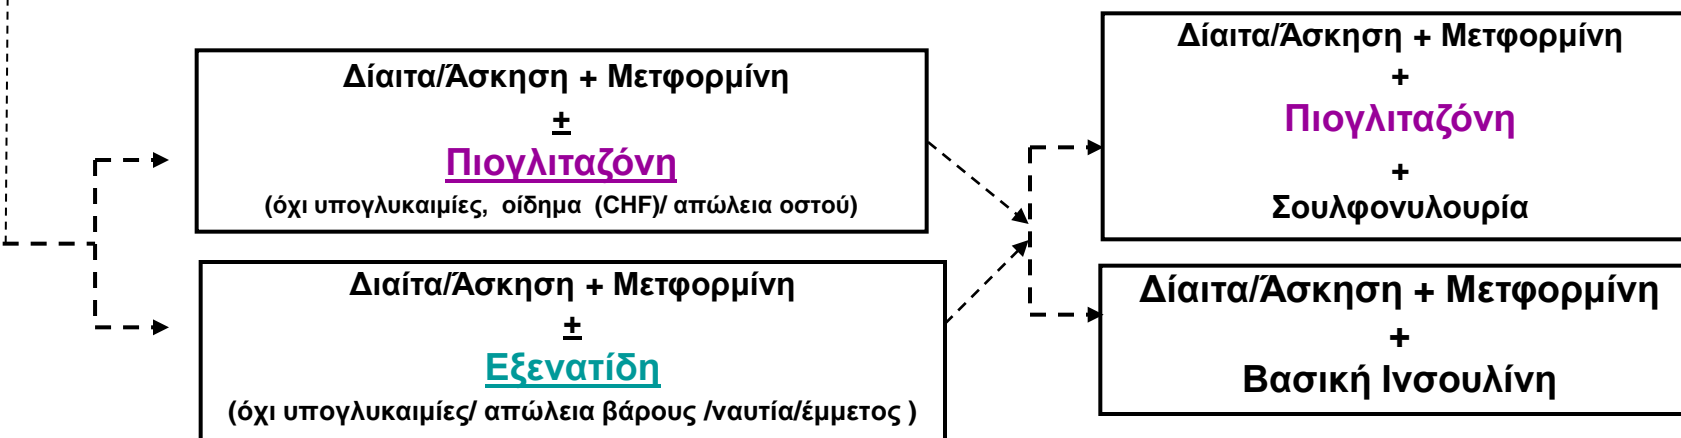 Δίαιτα/Άσκηση + Μετφορμίνη
±
Πιογλιταζόνη
(όχι υπογλυκαιμίες, οίδημα (CHF)/ απώλεια οστού)
Διαίτα/Άσκηση + Μετφορμίνη
±
Εξενατίδη
(όχι υπογλυκαιμίες/ απώλεια βάρους /ναυτία/έμμετος )
Δίαιτα/Άσκηση + Μετφορμίνη
+
Πιογλιταζόνη
+
Σουλφονυλουρία
Δίαιτα/Άσκηση + Μετφορμίνη
+
Βασική Ινσουλίνη